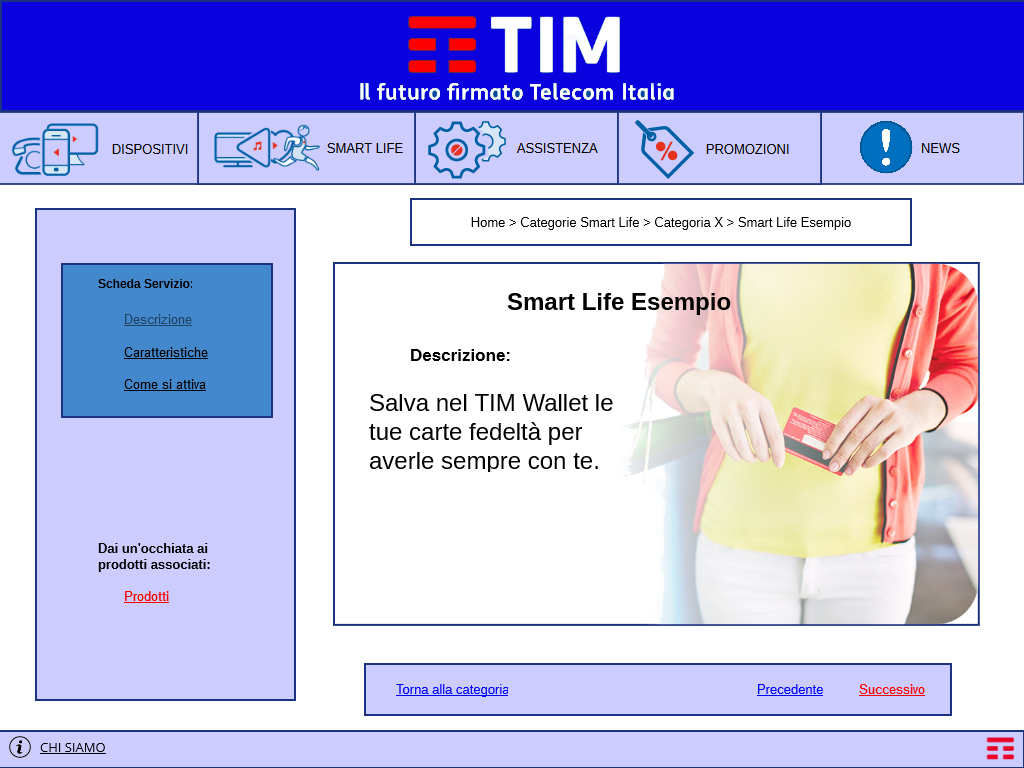 TIM
Il futuro firmato Telecom Italia
DISPOSITIVI
SMART LIFE
ASSISTENZA
PROMOZIONI
NEWS
Home > Categorie Smart Life > Categoria X > Smart Life Esempio
Scheda Servizio:
Descrizione
Caratteristiche
Come si attiva
Dai un'occhiata ai
prodotti associati:
Prodotti
Smart Life Esempio
Descrizione:
Salva nel TIM Wallet le
tue carte fedeltà per
averle sempre con te.
Torna alla categoria
Precedente
Successivo
CHI SIAMO